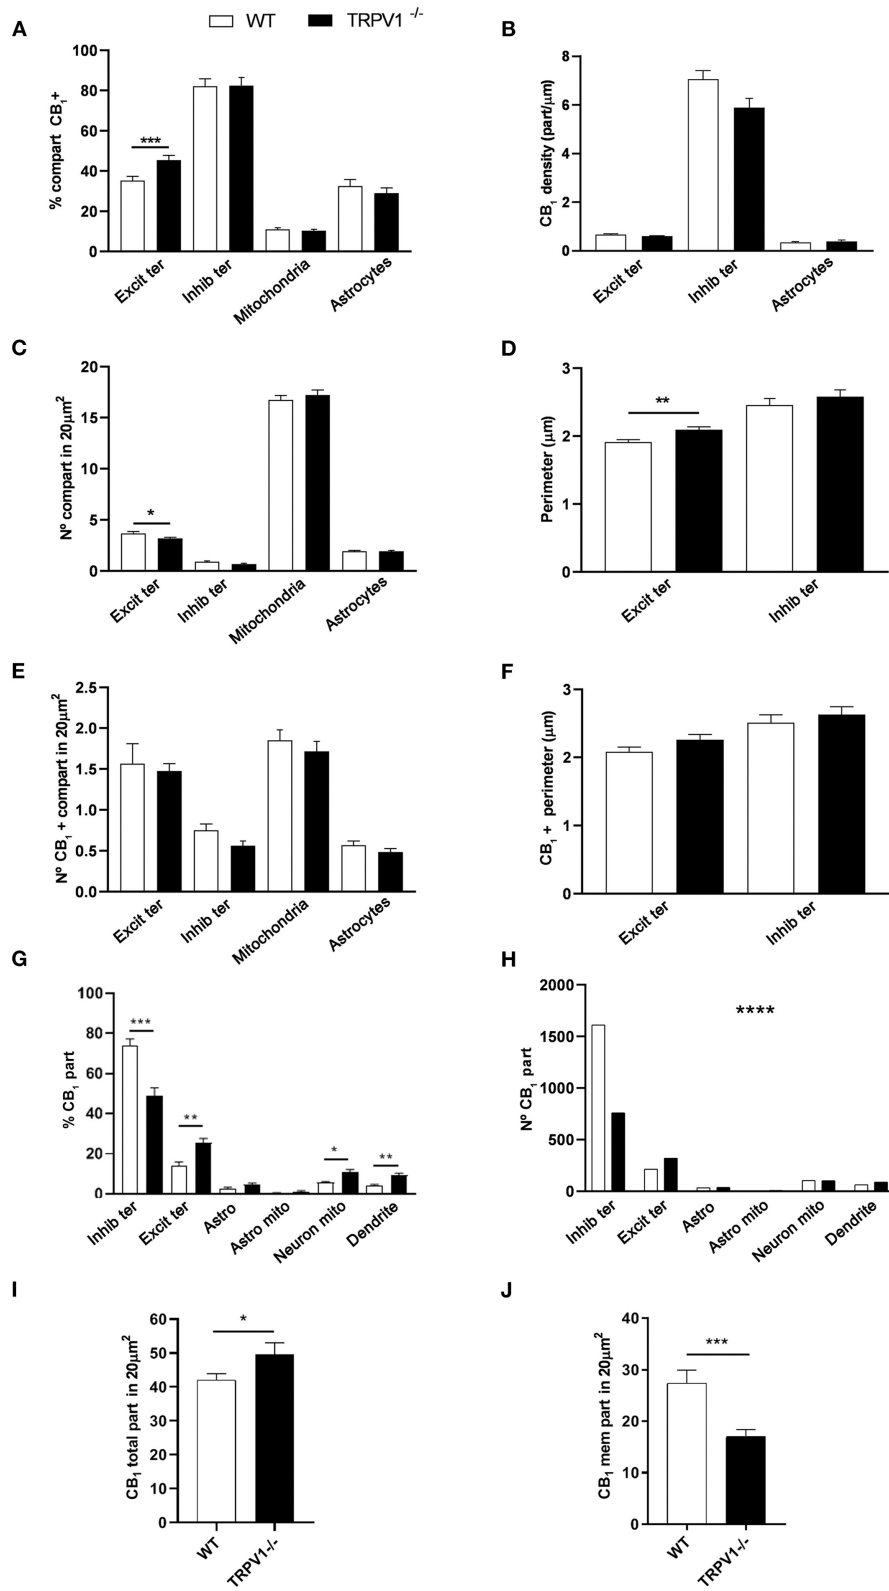 WT TRPV1 -/-
A
% compart CB1+
100
80
60
40
20
0
***
Excit ter
Inhib ter
Mitochondria
Astrocytes
B
CB1 density (part/μm)
8
6
4
2
0
Excit ter
Inhib ter
Astrocytes
C
Nº compart in 20μm2
20
15
10
5
0
*
Excit ter
Inhib ter
Mitochondria
Astrocytes
D
Perimeter (μm)
3
2
1
0
**
Excit ter
Inhib ter
E
Nº CB1 + compart in 20μm2
2.5
2.0
1.5
1.0
0.5
0.0
Excit ter
Inhib ter
Mitochondria
Astrocytes
F
CB1 + perimeter (μm)
3
2
1
0
Excit ter
Inhib ter
G
% CB1 part
100
80
60
40
20
0
***
**
*
**
Inhib ter
Excit ter
Astro
Astro mito
Neuron mito
Dendrite
H
Nº CB1 part
2000
1500
1000
500
0
****
Inhib ter
Excit ter
Astro
Astro mito
Neuron mito
Dendrite
I
CB1 total part in 20μm2
60
50
40
30
20
10
0
*
WT
TRPV1-/-
J
CB1 mem part in 20μm2
40
30
20
10
0
***
WT
TRPV1-/-